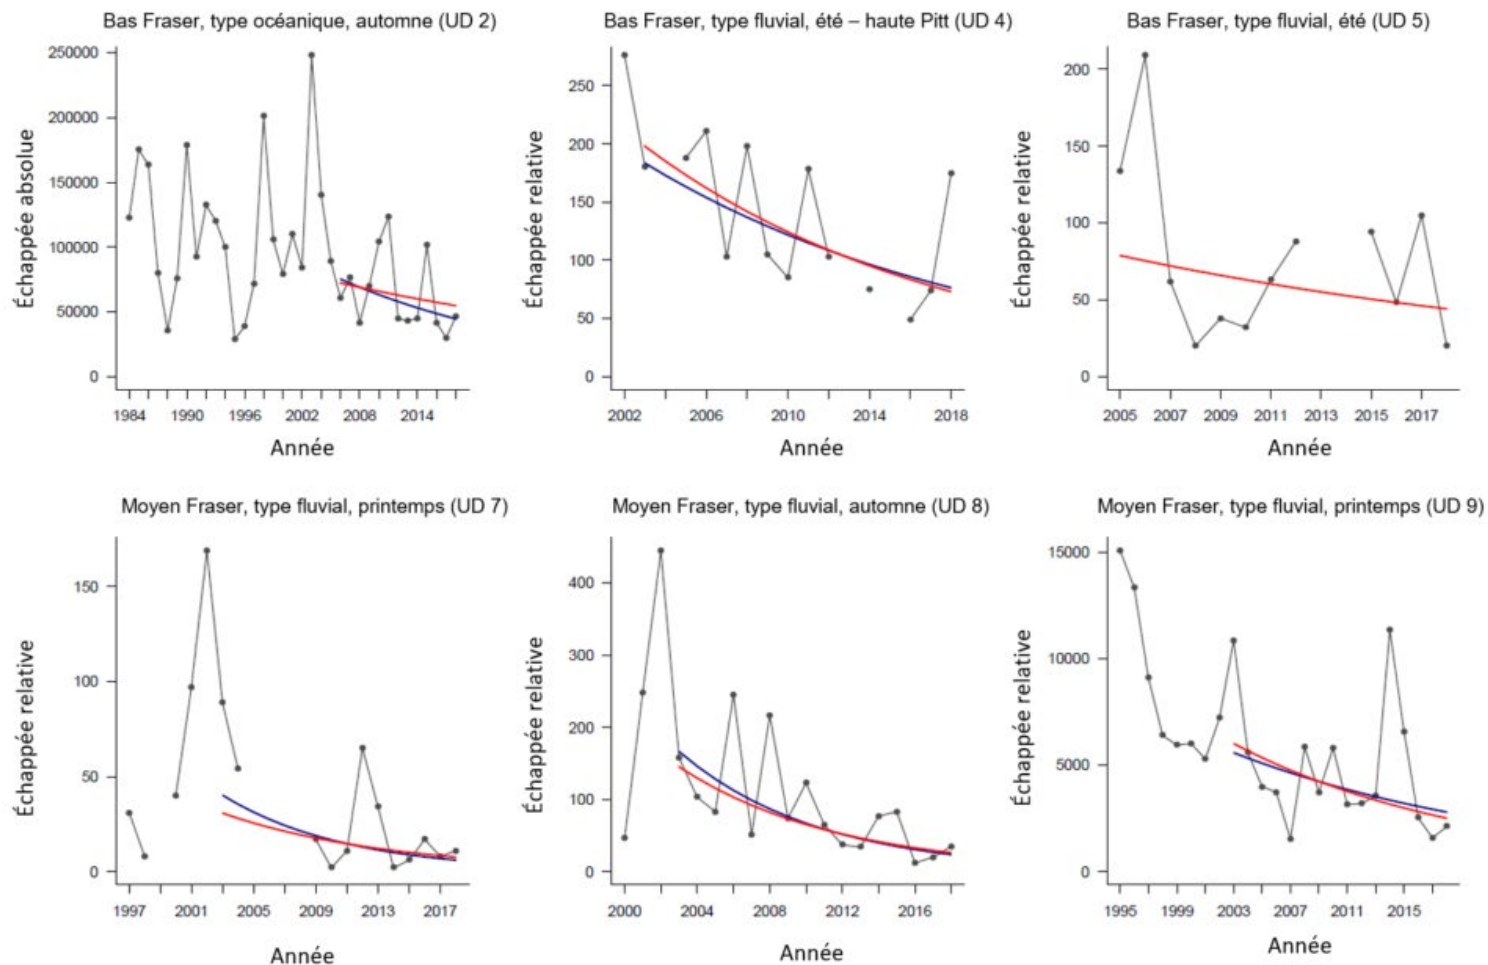 Bas Fraser, type océanique, automne (UD 2)
Échappée absolue
250000
200000
150000
100000
50000
0
1984 1990 1996 2002 2008 2014
Année
Bas Fraser, type fluvial, été – haute Pitt (UD 4)
Échappée relative
250
200
150
100
50
0
2002 2006 2010 2014 2018
Année
Bas Fraser, type fluvial, été (UD 5)
Échappée relative
200
150
100
50
0
2005 2007 2009 2011 2013 2015 2017
Année
Moyen Fraser, type fluvial, printemps (UD 7)
Échappée relative
150
100
50
0
1997 2001 2005 2009 2013 2017
Année
Moyen Fraser, type fluvial, automne (UD 8)
Échappée relative
400
300
200
100
0
2000 2004 2008 2012 2016
Année
Moyen Fraser, type fluvial, printemps (UD 9)
Échappée relative
15000
10000
5000
0
1995 1999 2003 2007 2011 2015
Année